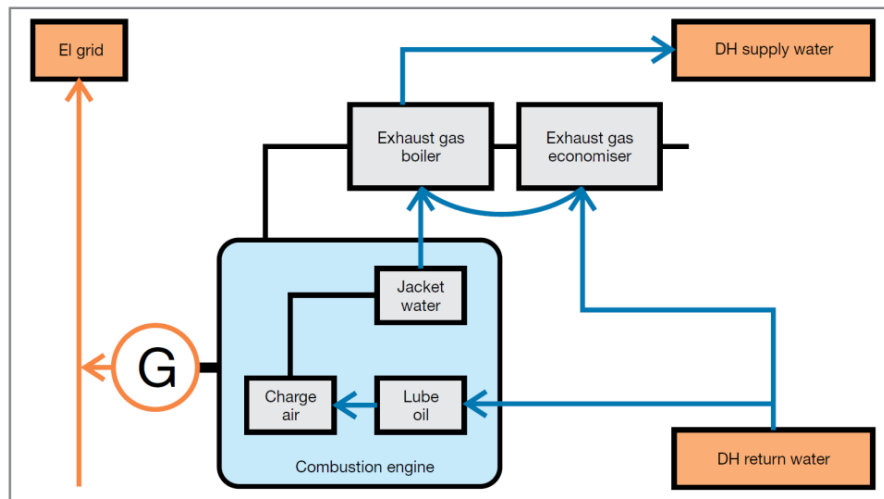 El grid
DH supply water
Exhaust gas
boiler
Exhaust gas
economiser
Jacket
water
G
Charge
air
Lube
oil
Combustion engine
DH return water